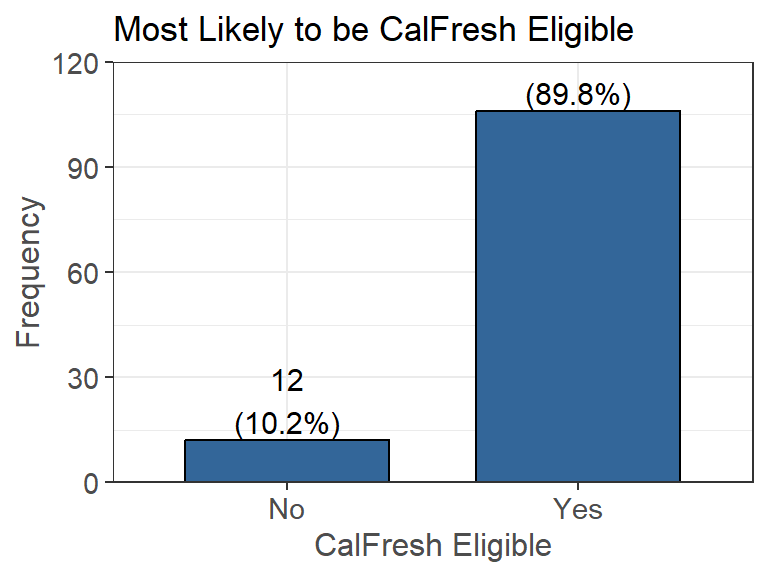 Most Likely to be CalFresh Eligible
120
(89.8%)
90
Frequency
60
30
12
(10.2%)
0
No
Yes
CalFresh Eligible